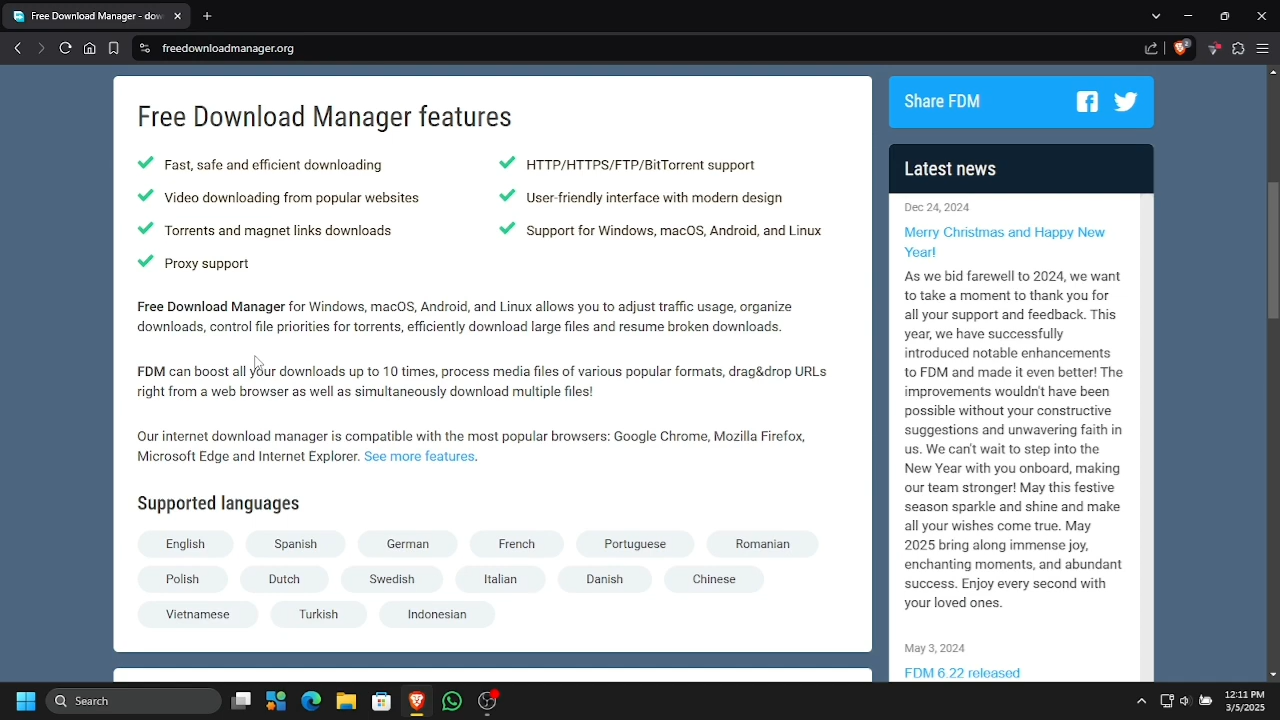 Free Download Manager - dow
freedownloadmanager.org
2
Free Download Manager features
Fast, safe and efficient downloading
Video downloading from popular websites
Torrents and magnet links downloads
Proxy support
HTTP/HTTPS/FTP/BitTorrent support
User-friendly interface with modern design
Support for Windows, macOS, Android, and Linux
Free Download Manager for Windows, macOS, Android, and Linux allows you to adjust traffic usage, organize
downloads, control file priorities for torrents, efficiently download large files and resume broken downloads.
FDM can boost all your downloads up to 10 times, process media files of various popular formats, drag&drop URLs
right from a web browser as well as simultaneously download multiple files!
Our internet download manager is compatible with the most popular browsers: Google Chrome, Mozilla Firefox,
Microsoft Edge and Internet Explorer. See more features.
Supported languages
English Spanish German French Portuguese Romanian
Polish Dutch Swedish Italian Danish Chinese
Vietnamese Turkish Indonesian
Share FDM
Latest news
Dec 24, 2024
Merry Christmas and Happy New
Year!
As we bid farewell to 2024, we want
to take a moment to thank you for
all your support and feedback. This
year, we have successfully
introduced notable enhancements
to FDM and made it even better! The
improvements wouldn't have been
possible without your constructive
suggestions and unwavering faith in
us. We can't wait to step into the
New Year with you onboard, making
our team stronger! May this festive
season sparkle and shine and make
all your wishes come true. May
2025 bring along immense joy,
enchanting moments, and abundant
success. Enjoy every second with
your loved ones.
May 3, 2024
FDM 6.22 released
Search
12:11 PM
3/5/2025